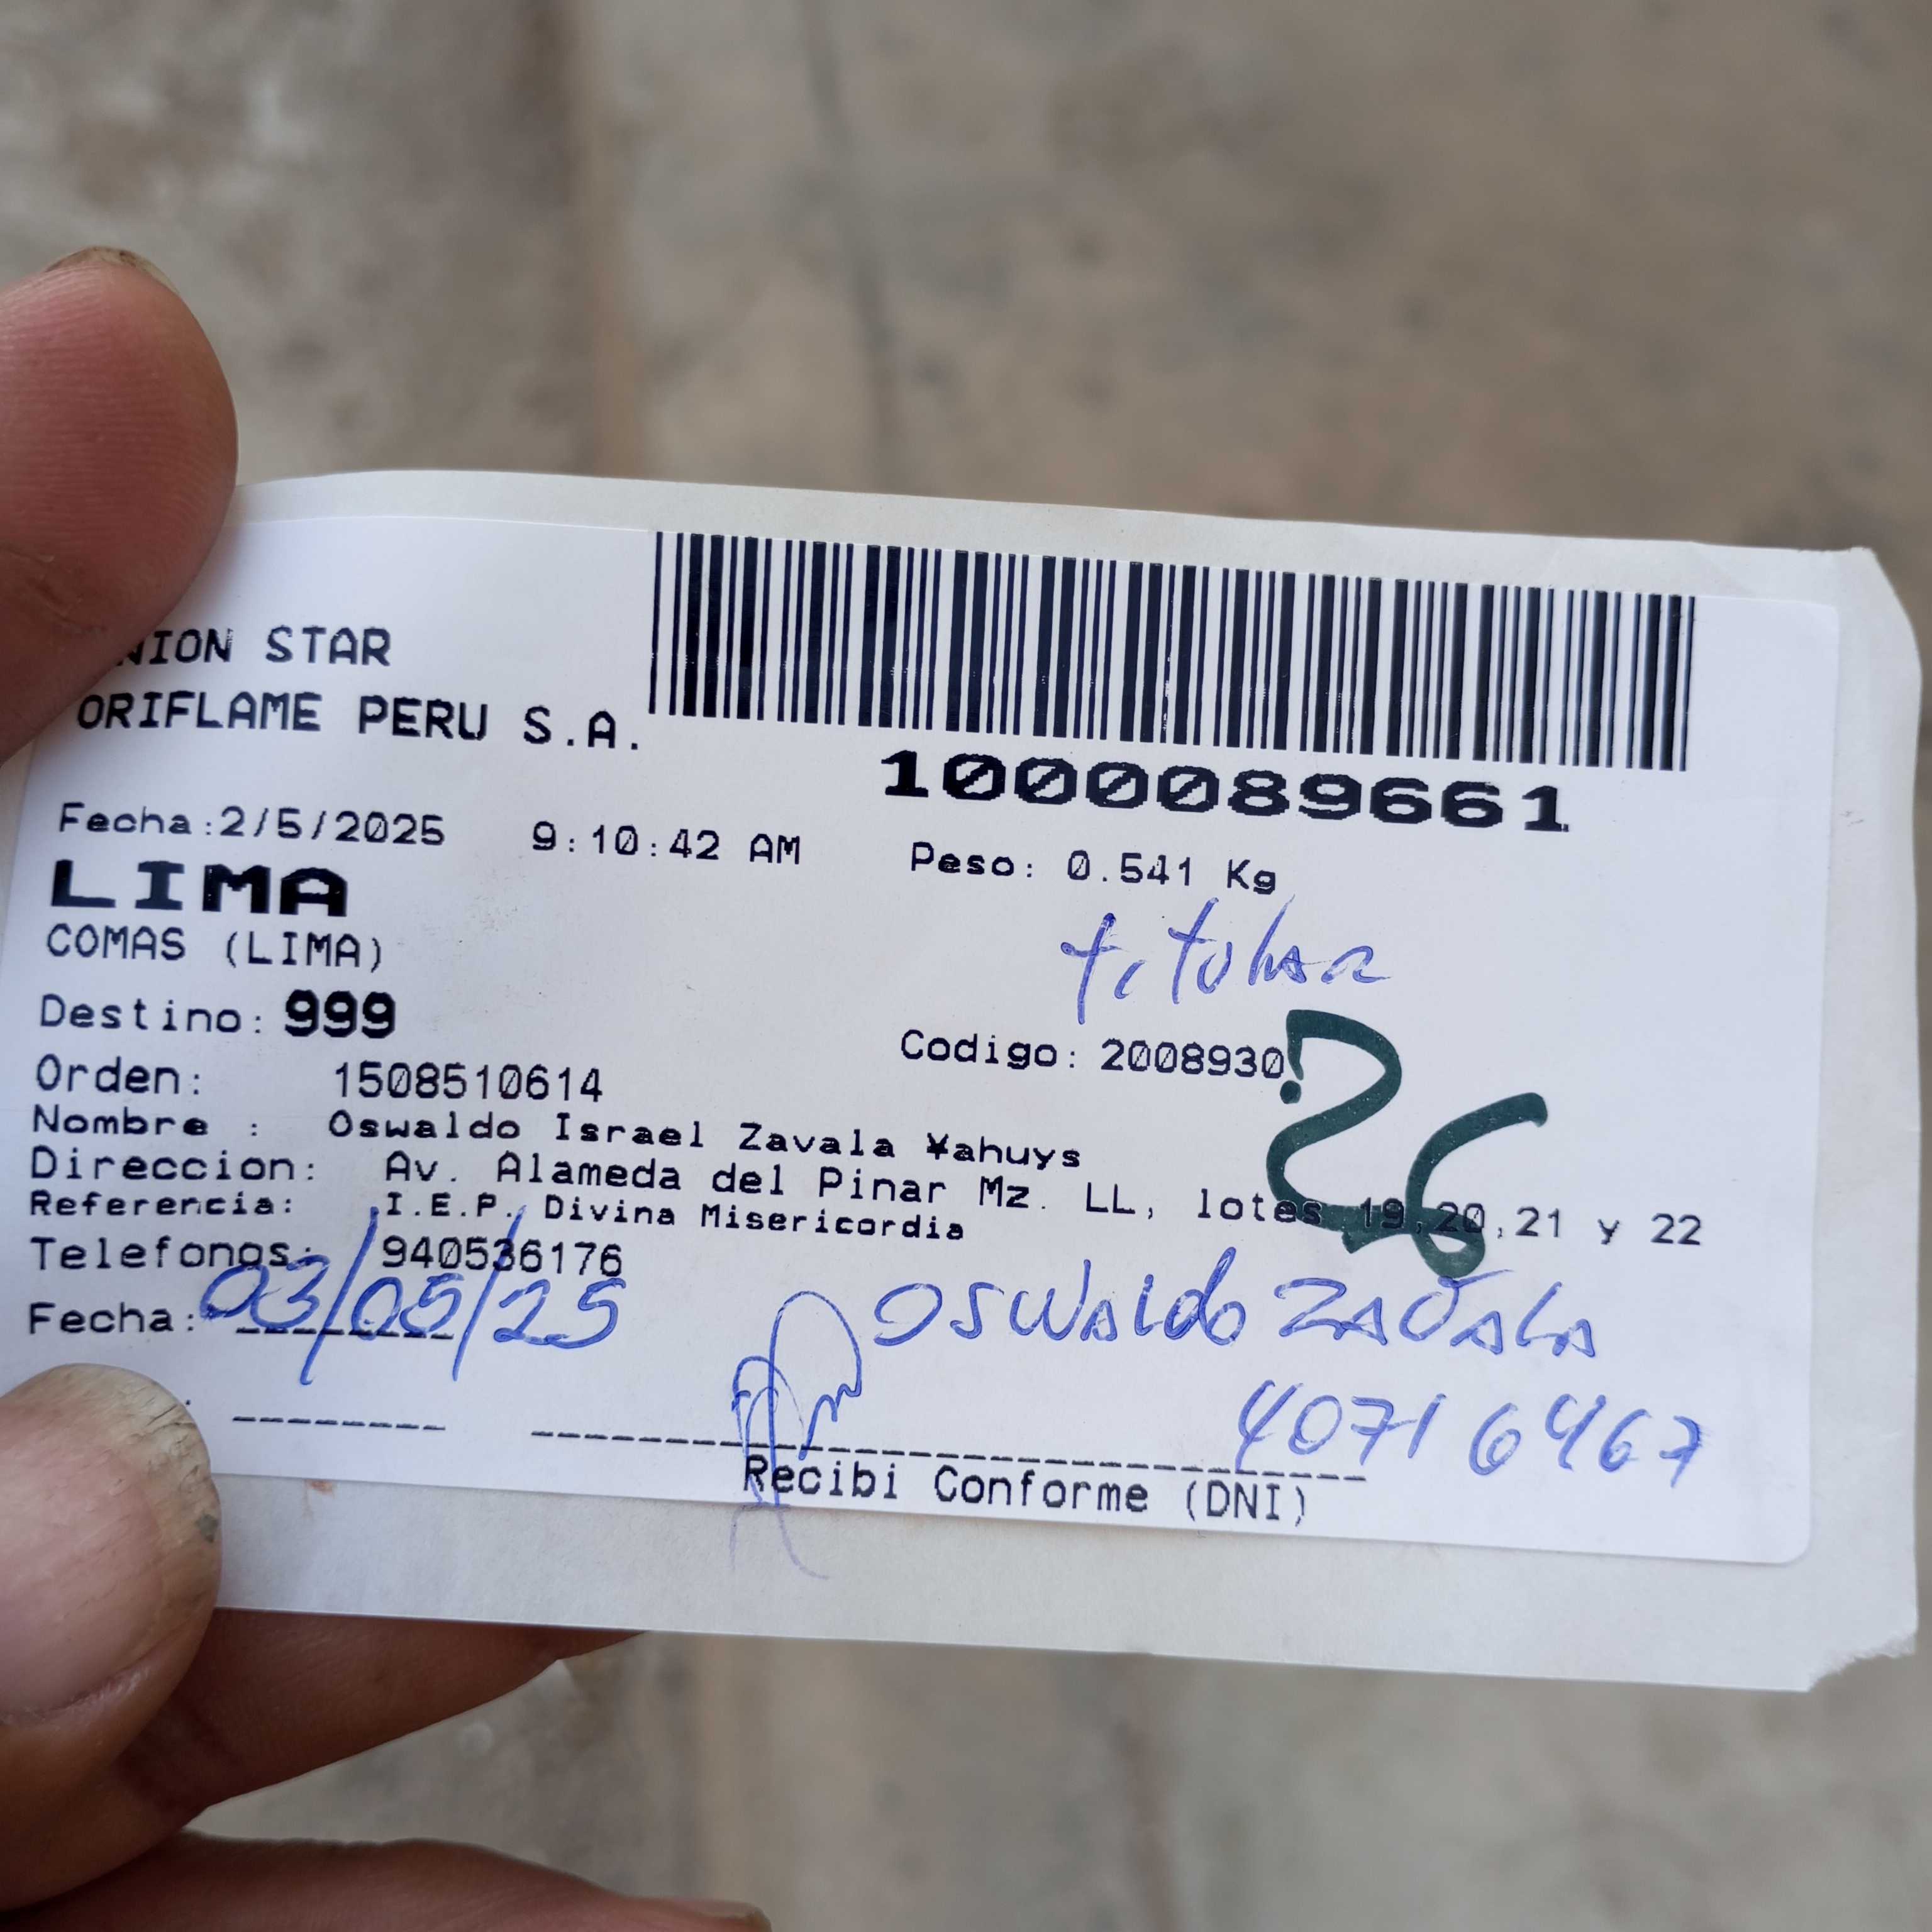 NION STAR
ORIFLAME PERU S.A.
1000089661
Fecha:2/5/2025 9:10:42 AM Peso: 0.541 Kg
LIMA
COMAS (LIMA)
titular
Destino: 999
Codigo: 2008930
26
Orden: 1508510614
Nombre : Oswaldo Israel Zavala ¥ahuys
Direccion: Av. Alameda del Pinar Mz. LL, lotes 19,20,21 y 22
Referencia: I.E.P. Divina Misericordia
Telefonos: 940536176
Fecha: 03/05/25
OSWALDO ZAVALA
40716467
Recibi Conforme (DNI)